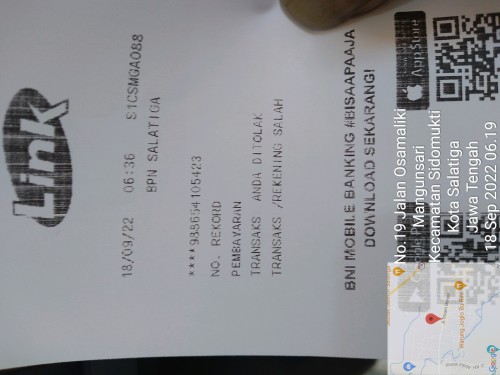 Link
18/09/22 06:36 S1CSMGA088
BPN SALATIGA
****988654105423
NO. REKORD
PEMBAYARAN
TRANSAKS ANDA DITOLAK
TRANSAKS /REKENING SALAH
BNI MOBILE BANKING #BISAAPAAJA
DOWNLOAD SEKARANG!
App Store
No.19 Jalan Osamaliki
Mangunsari
Kecamatan Sidomukti
Kota Salatiga
Jawa Tengah
18 Sep 2022 06.19